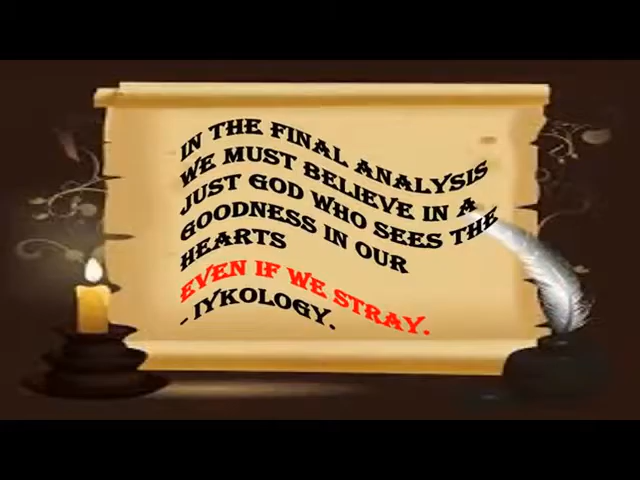 IN THE FINAL ANALYSIS
WE MUST BELIEVE IN A
JUST GOD WHO SEES THE
GOODNESS IN OUR
HEARTS
EVEN IF WE STRAY.
- IYKOLOGY.